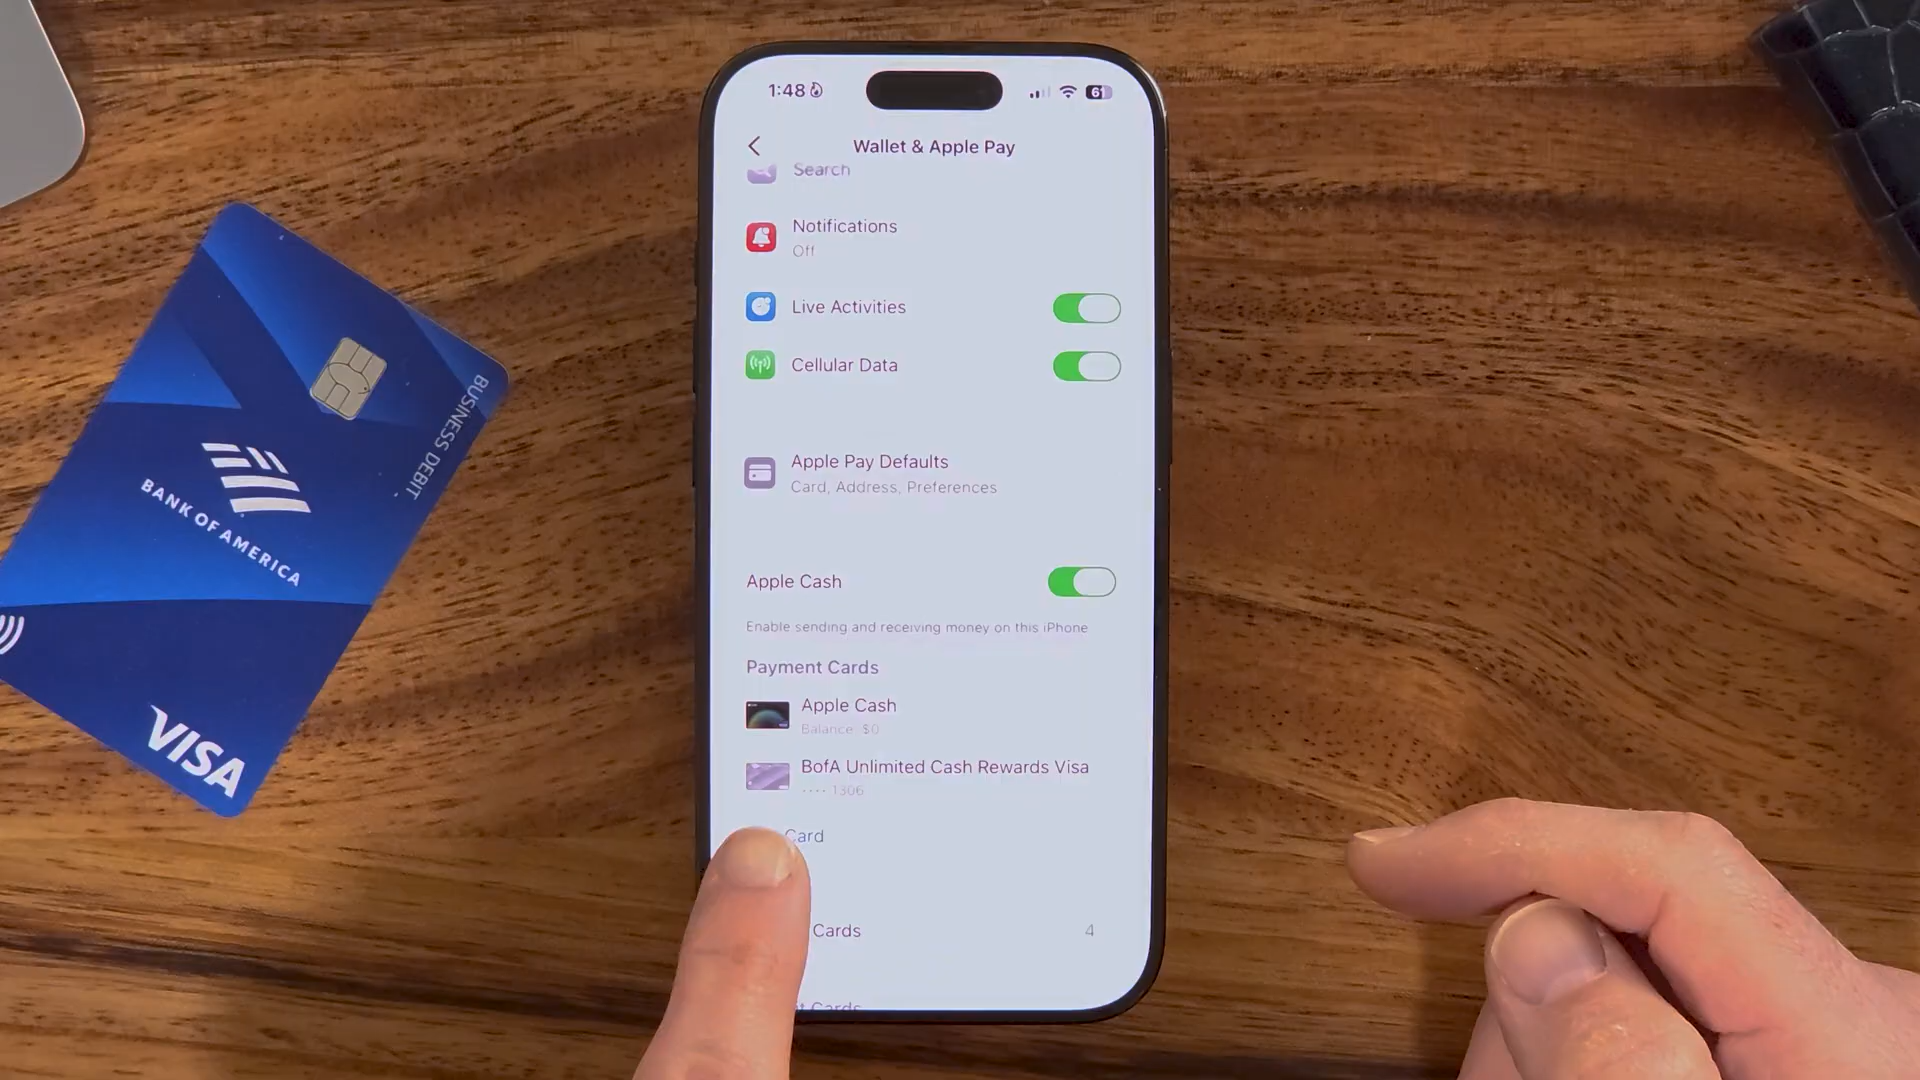 1:48
61
Wallet & Apple Pay
Search
Notifications
Off
Live Activities
Cellular Data
Apple Pay Defaults
Card, Address, Preferences
Apple Cash
Enable sending and receiving money on this iPhone
Payment Cards
Apple Cash
Balance: $0
BofA Unlimited Cash Rewards Visa
•••• 1306
Card
Cards 4
Cards
BUSINESS DEBIT
BANK OF AMERICA
VISA